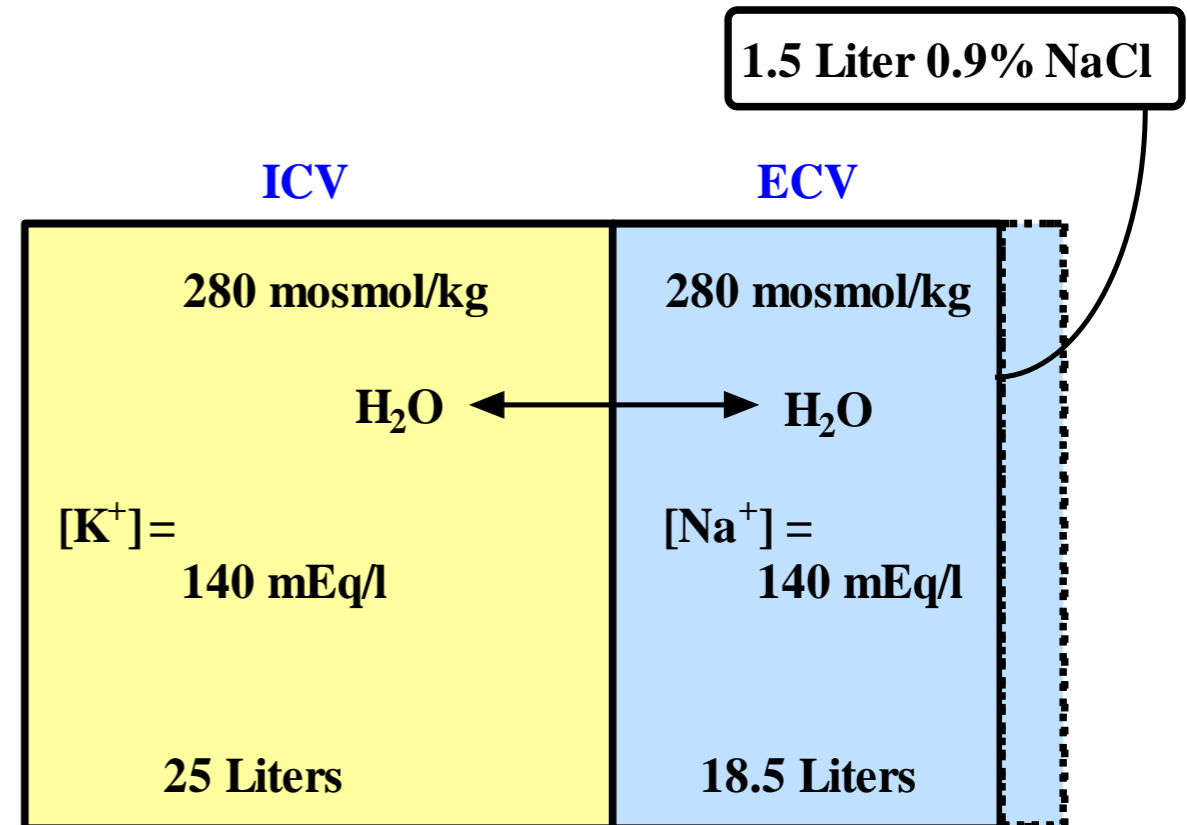 1.5 Liter 0.9% NaCl
ICV
ECV
280 mosmol/kg
280 mosmol/kg
H₂O
H₂O
[K⁺]=
140 mEq/l
[Na⁺] =
140 mEq/l
25 Liters
18.5 Liters